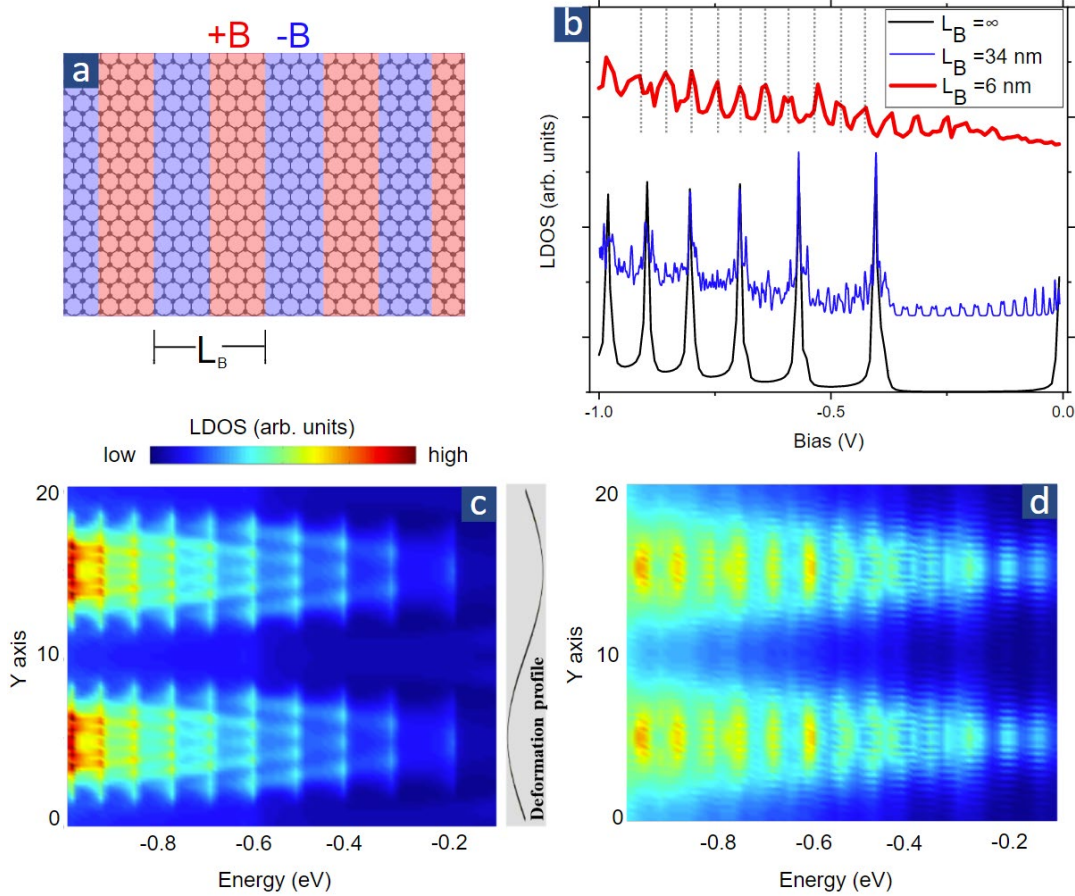 +B -B
a
L_B
b
L_B =∞
L_B =34 nm
L_B =6 nm
LDOS (arb. units)
-1.0 -0.5 0.0
Bias (V)
LDOS (arb. units)
low high
c
20
10
0
Y axis
-0.8 -0.6 -0.4 -0.2
Energy (eV)
Deformation profile
d
20
10
0
Y axis
-0.8 -0.6 -0.4 -0.2
Energy (eV)